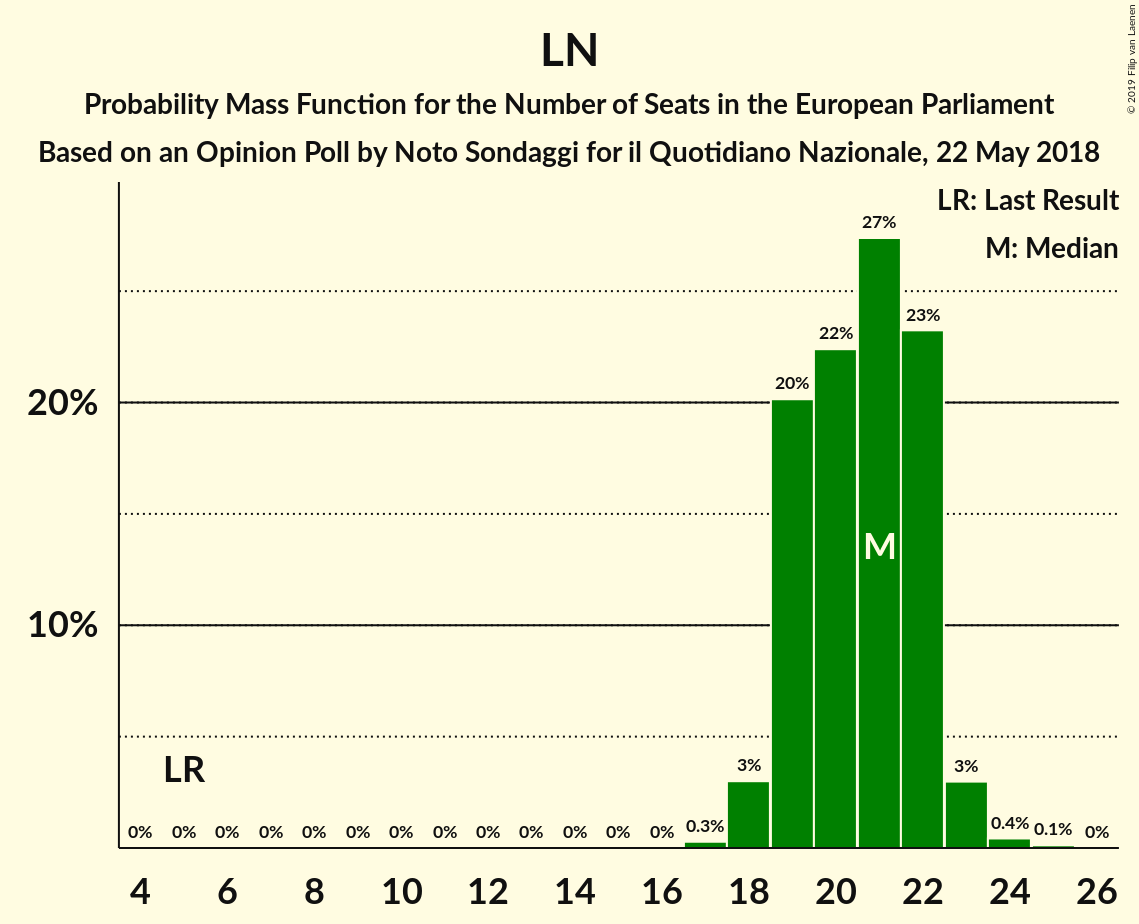 LN
Probability Mass Function for the Number of Seats in the European Parliament
Based on an Opinion Poll by Noto Sondaggi for il Quotidiano Nazionale, 22 May 2018
© 2019 Filip van Laenen
LR: Last Result
M: Median
27%
23%
22%
20%
20%
M
10%
LR
3%
3%
0% 0% 0% 0% 0% 0% 0% 0% 0% 0% 0% 0% 0% 0.3% 0.4% 0.1% 0%
4 6 8 10 12 14 16 18 20 22 24 26